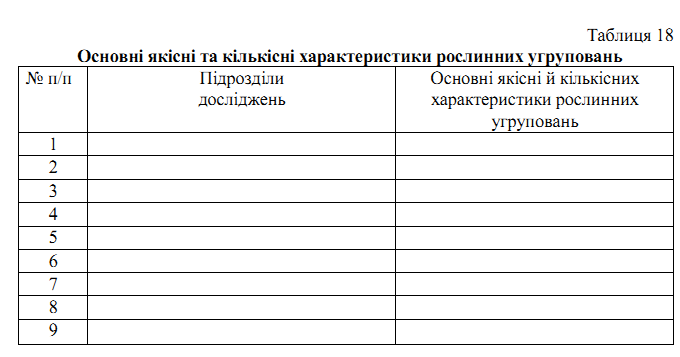 Таблиця 18
Основні якісні та кількісні характеристики рослинних угруповань
№ п/п
Підрозділи
досліджень
Основні якісні й кількісних
характеристики рослинних
угруповань
1
2
3
4
5
6
7
8
9